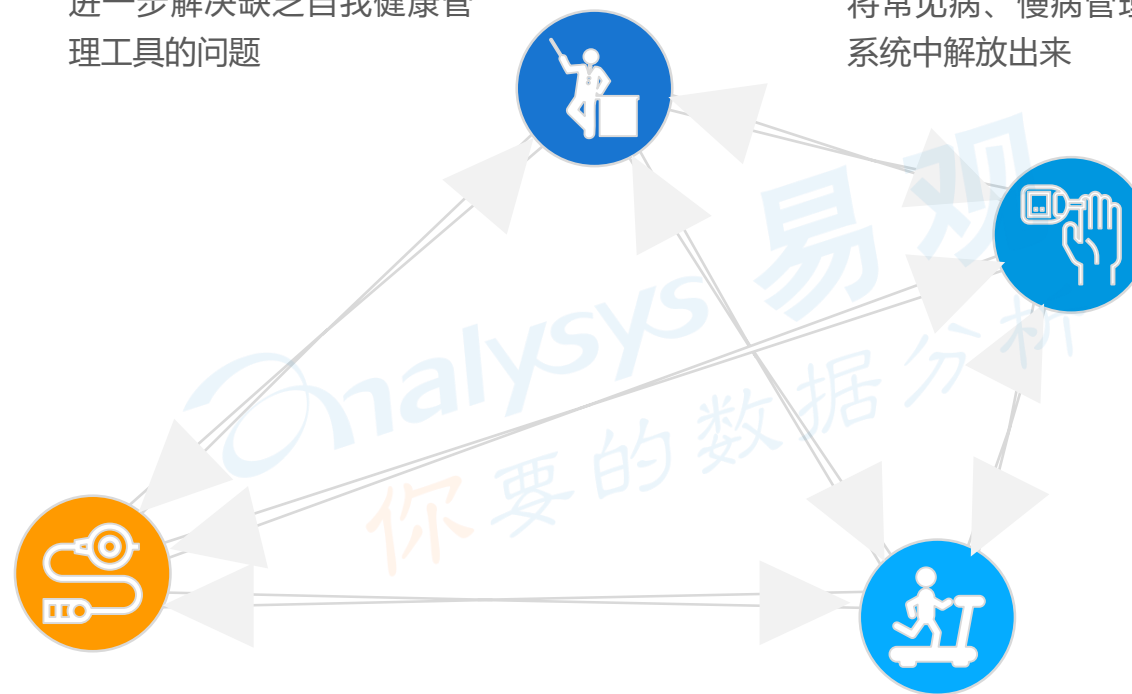 进一步解决缺乏自我健康管
理工具的问题
将常见病、慢病管理
系统中解放出来
analysys 易观
你要的数据分析